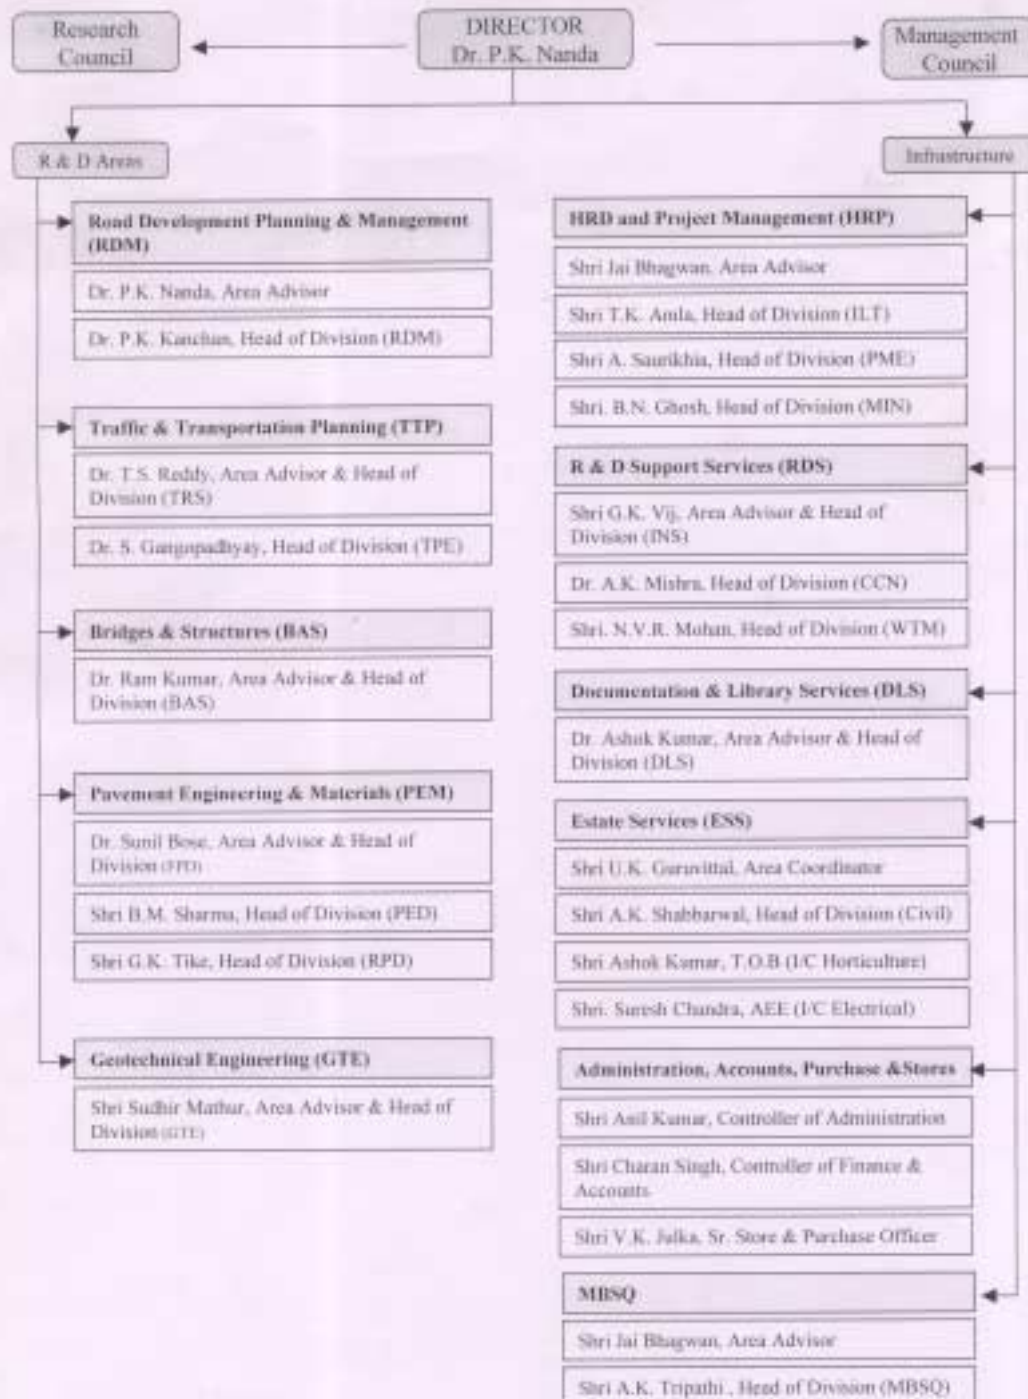 Research
Council
DIRECTOR
Dr. P.K. Nanda
Management
Council
R & D Areas
Infrastructure
Road Development Planning & Management
(RDM)
Dr. P.K. Nanda, Area Advisor
Dr. P.K. Kanchan, Head of Division (RDM)
Traffic & Transportation Planning (TTP)
Dr. T.S. Reddy, Area Advisor & Head of
Division (TRS)
Dr. S. Gangopadhyay, Head of Division (TPE)
Bridges & Structures (BAS)
Dr. Ram Kumar, Area Advisor & Head of
Division (BAS)
Pavement Engineering & Materials (PEM)
Dr. Sunil Bose, Area Advisor & Head of
Division (FPD)
Shri B.M. Sharma, Head of Division (PED)
Shri G.K. Tike, Head of Division (RPD)
Geotechnical Engineering (GTE)
Shri Sudhir Mathur, Area Advisor & Head of
Division (GTE)
HRD and Project Management (HRP)
Shri Jai Bhagwan, Area Advisor
Shri T.K. Amla, Head of Division (ILT)
Shri A. Saurikhia, Head of Division (PME)
Shri. B.N. Ghosh, Head of Division (MIN)
R & D Support Services (RDS)
Shri G.K. Vij, Area Advisor & Head of
Division (INS)
Dr. A.K. Mishra, Head of Division (CCN)
Shri. N.V.R. Mohan, Head of Division (WTM)
Documentation & Library Services (DLS)
Dr. Ashok Kumar, Area Advisor & Head of
Division (DLS)
Estate Services (ESS)
Shri U.K. Guruvittal, Area Coordinator
Shri A.K. Shabbarwal, Head of Division (Civil)
Shri Ashok Kumar, T.O.B (I/C Horticulture)
Shri. Suresh Chandra, AEE (I/C Electrical)
Administration, Accounts, Purchase &Stores
Shri Anil Kumar, Controller of Administration
Shri Charan Singh, Controller of Finance &
Accounts
Shri V.K. Julka, Sr. Store & Purchase Officer
MBSQ
Shri Jai Bhagwan, Area Advisor
Shri A.K. Tripathi , Head of Division (MBSQ)